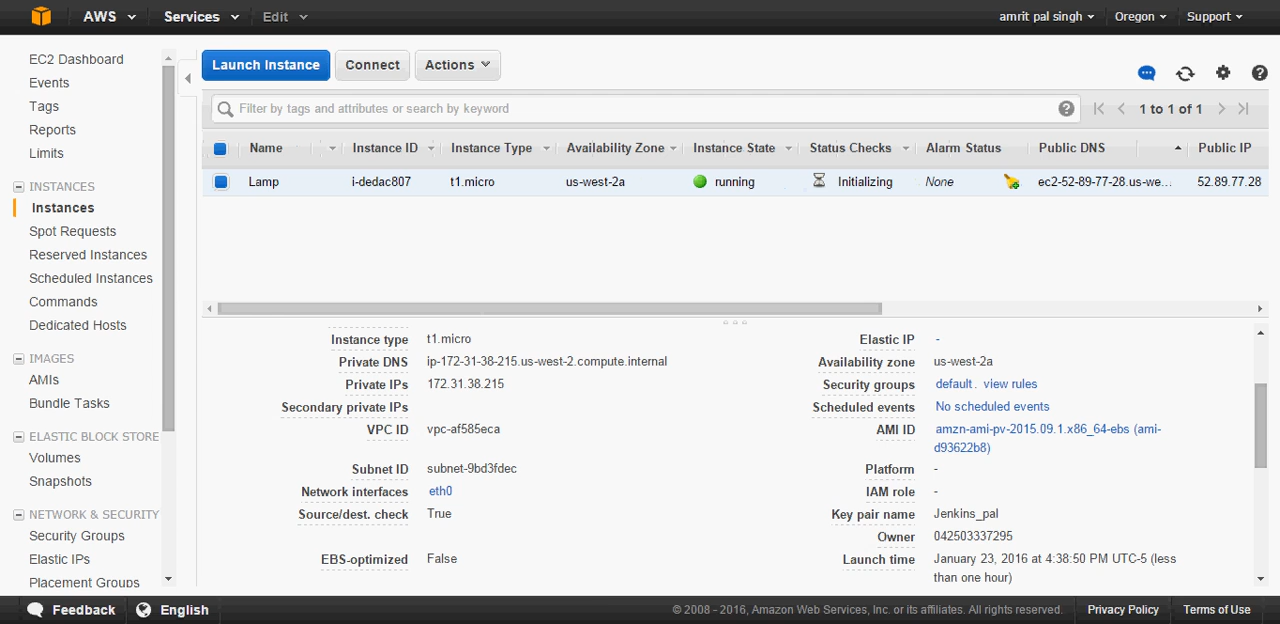 AWS Services Edit amrit pal singh Oregon Support
EC2 Dashboard
Events
Tags
Reports
Limits
INSTANCES
Instances
Spot Requests
Reserved Instances
Scheduled Instances
Commands
Dedicated Hosts
IMAGES
AMIs
Bundle Tasks
ELASTIC BLOCK STORE
Volumes
Snapshots
NETWORK & SECURITY
Security Groups
Elastic IPs
Placement Groups
Launch Instance Connect Actions
Filter by tags and attributes or search by keyword 1 to 1 of 1
Name Instance ID Instance Type Availability Zone Instance State Status Checks Alarm Status Public DNS Public IP
Lamp i-dedac807 t1.micro us-west-2a running Initializing None ec2-52-89-77-28.us-we... 52.89.77.28
Instance type t1.micro
Private DNS ip-172-31-38-215.us-west-2.compute.internal
Private IPs 172.31.38.215
Secondary private IPs
VPC ID vpc-af585eca
Subnet ID subnet-9bd3fdec
Network interfaces eth0
Source/dest. check True
EBS-optimized False
Elastic IP -
Availability zone us-west-2a
Security groups default. view rules
Scheduled events No scheduled events
AMI ID amzn-ami-pv-2015.09.1.x86_64-ebs (ami-
d93622b8)
Platform -
IAM role -
Key pair name Jenkins_pal
Owner 042503337295
Launch time January 23, 2016 at 4:38:50 PM UTC-5 (less
than one hour)
Feedback English © 2008 - 2016, Amazon Web Services, Inc. or its affiliates. All rights reserved. Privacy Policy Terms of Use